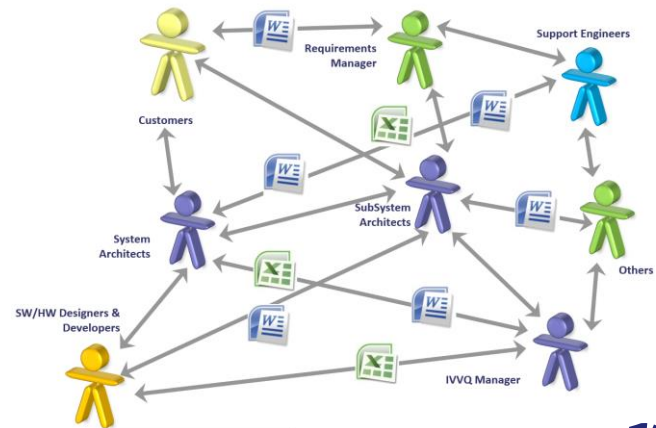 Support Engineers
Requirements
Manager
Customers
SubSystem
Architects
System
Architects
Others
SW/HW Designers &
Developers
IVVQ Manager
W
W
X
W
W
X
W
W
X